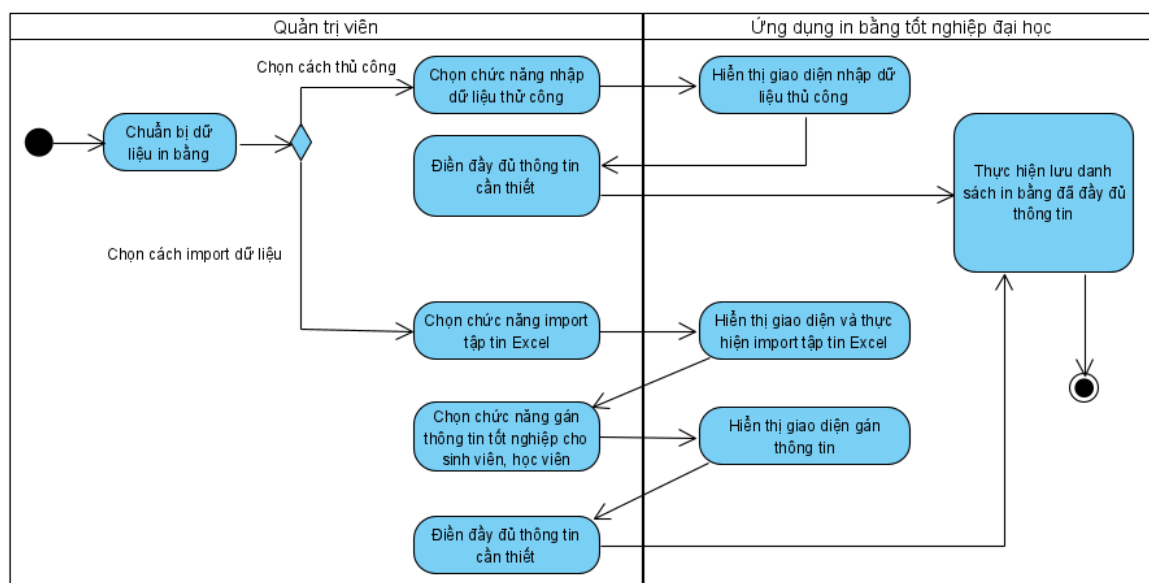 Quản trị viên
Ứng dụng in bằng tốt nghiệp đại học
Chọn cách thủ công
Chọn chức năng nhập
dữ liệu thử công
Hiển thị giao diện nhập dữ
liệu thủ công
Chuẩn bị dữ
liệu in bằng
Điền đầy đủ thông tin
cần thiết
Thực hiện lưu danh
sách in bằng đã đầy đủ
thông tin
Chọn cách import dữ liệu
Chọn chức năng import
tập tin Excel
Hiển thị giao diện và thực
hiện import tập tin Excel
Chọn chức năng gán
thông tin tốt nghiệp cho
sinh viên, học viên
Hiển thị giao diện gán
thông tin
Điền đầy đủ thông tin
cần thiết